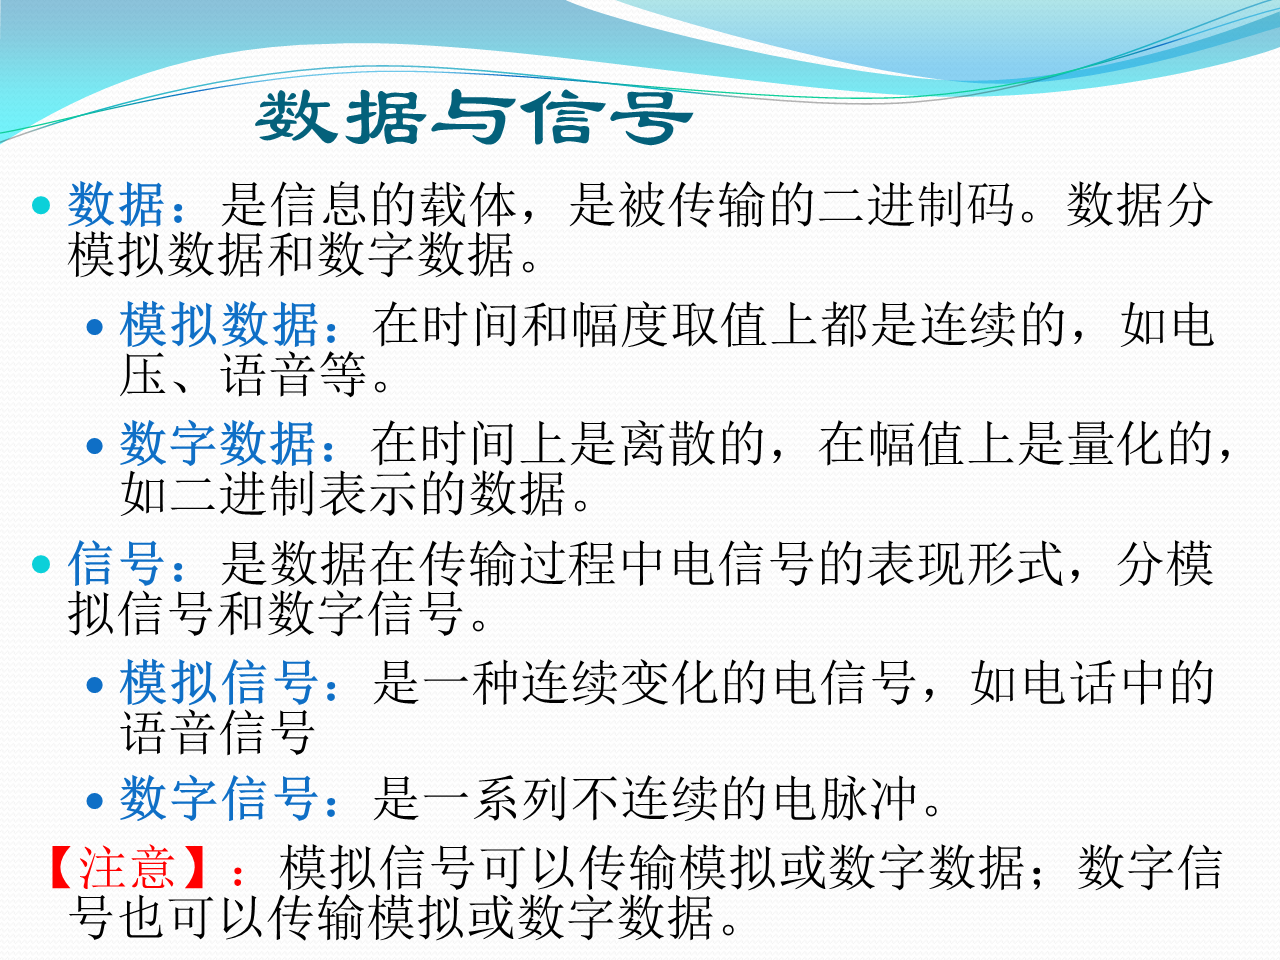 数据与信号
数据：是信息的载体，是被传输的二进制码。数据分
模拟数据和数字数据。
模拟数据：在时间和幅度取值上都是连续的，如电
压、语音等。
数字数据：在时间上是离散的，在幅值上是量化的，
如二进制表示的数据。
信号：是数据在传输过程中电信号的表现形式，分模
拟信号和数字信号。
模拟信号：是一种连续变化的电信号，如电话中的
语音信号
数字信号：是一系列不连续的电脉冲。
【注意】：模拟信号可以传输模拟或数字数据；数字信
号也可以传输模拟或数字数据。